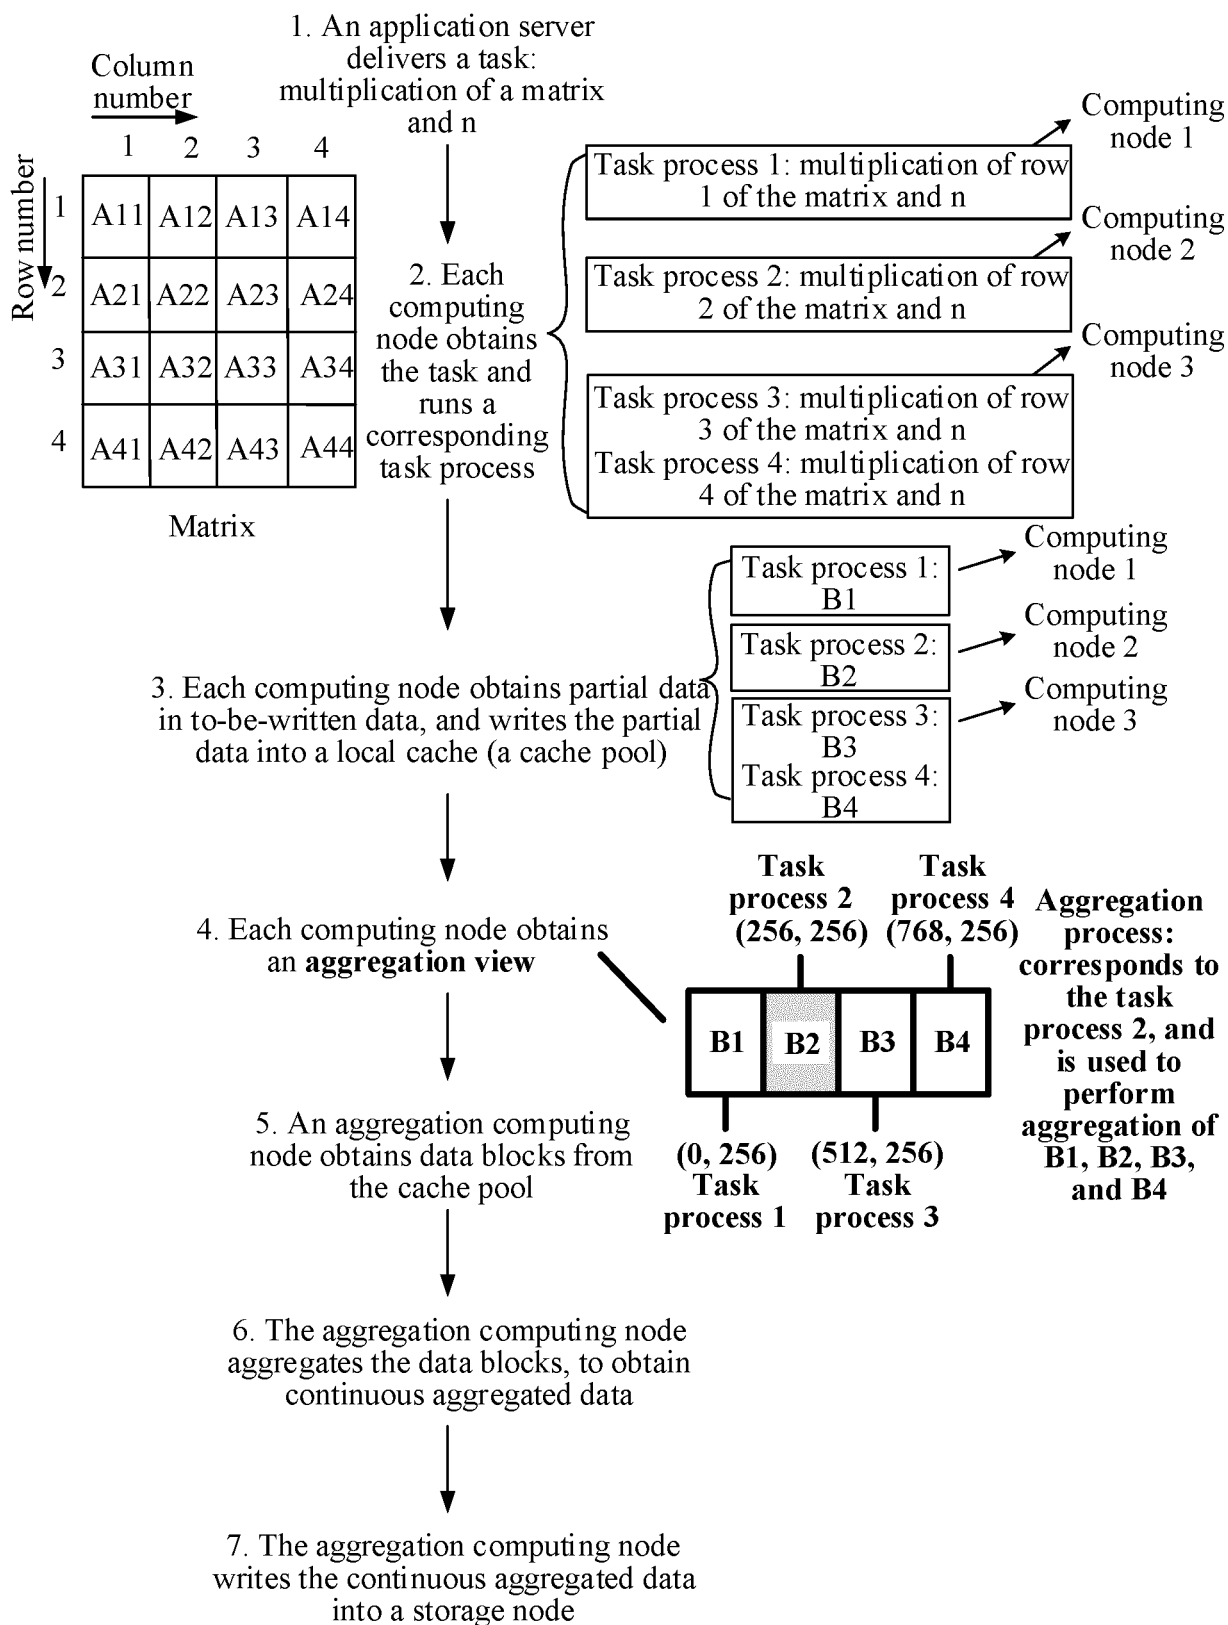 1. An application server
delivers a task:
multiplication of a matrix
and n
Column
number
1 2 3 4
Row number
1
A11 A12 A13 A14
2
A21 A22 A23 A24
3
A31 A32 A33 A34
4
A41 A42 A43 A44
Matrix
2. Each
computing
node obtains
the task and
runs a
corresponding
task process
Computing
node 1
Task process 1: multiplication of row
1 of the matrix and n
Computing
node 2
Task process 2: multiplication of row
2 of the matrix and n
Computing
node 3
Task process 3: multiplication of row
3 of the matrix and n
Task process 4: multiplication of row
4 of the matrix and n
3. Each computing node obtains partial data
in to-be-written data, and writes the partial
data into a local cache (a cache pool)
Task process 1:
B1
Computing
node 1
Task process 2:
B2
Computing
node 2
Task process 3:
B3
Task process 4:
B4
Computing
node 3
4. Each computing node obtains
an aggregation view
Task
process 2
(256, 256)
Task
process 4
(768, 256)
B1 B2 B3 B4
(0, 256)
Task
process 1
(512, 256)
Task
process 3
Aggregation
process:
corresponds to
the task
process 2, and
is used to
perform
aggregation of
B1, B2, B3,
and B4
5. An aggregation computing
node obtains data blocks from
the cache pool
6. The aggregation computing node
aggregates the data blocks, to obtain
continuous aggregated data
7. The aggregation computing node
writes the continuous aggregated data
into a storage node